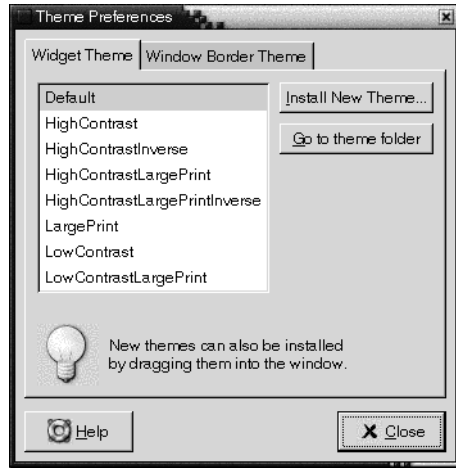 Theme Preferences
Widget Theme
Window Border Theme
Default
HighContrast
HighContrastInverse
HighContrastLargePrint
HighContrastLargePrintInverse
LargePrint
LowContrast
LowContrastLargePrint
Install New Theme...
Go to theme folder
New themes can also be installed
by dragging them into the window.
Help
Close